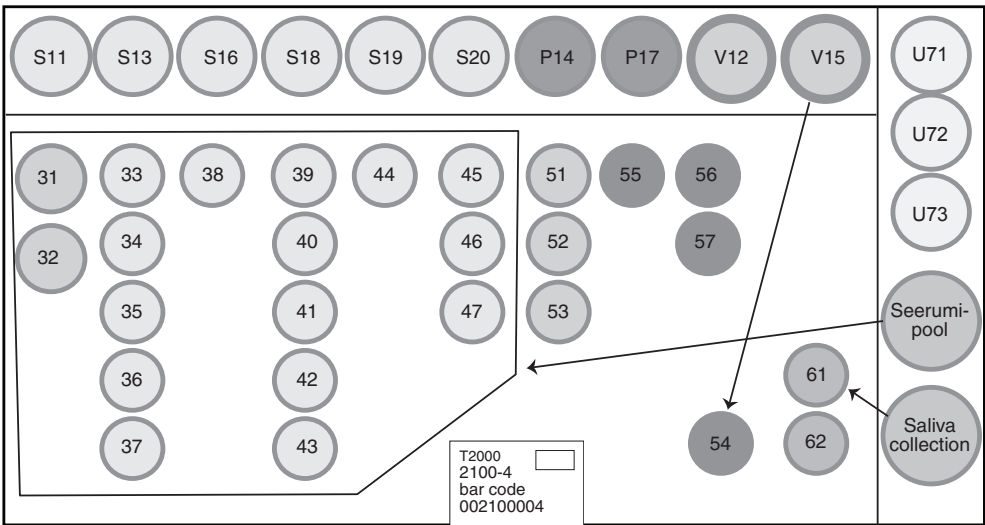 S11 S13 S16 S18 S19 S20 P14 P17 V12 V15 U71
U72
U73
31 33 38 39 44 45 51 55 56
32 34 40 46 52 57
35 41 47 53
36 42 61
37 43 54 62
Seerumi-
pool
Saliva
collection
T2000
2100-4
bar code
002100004